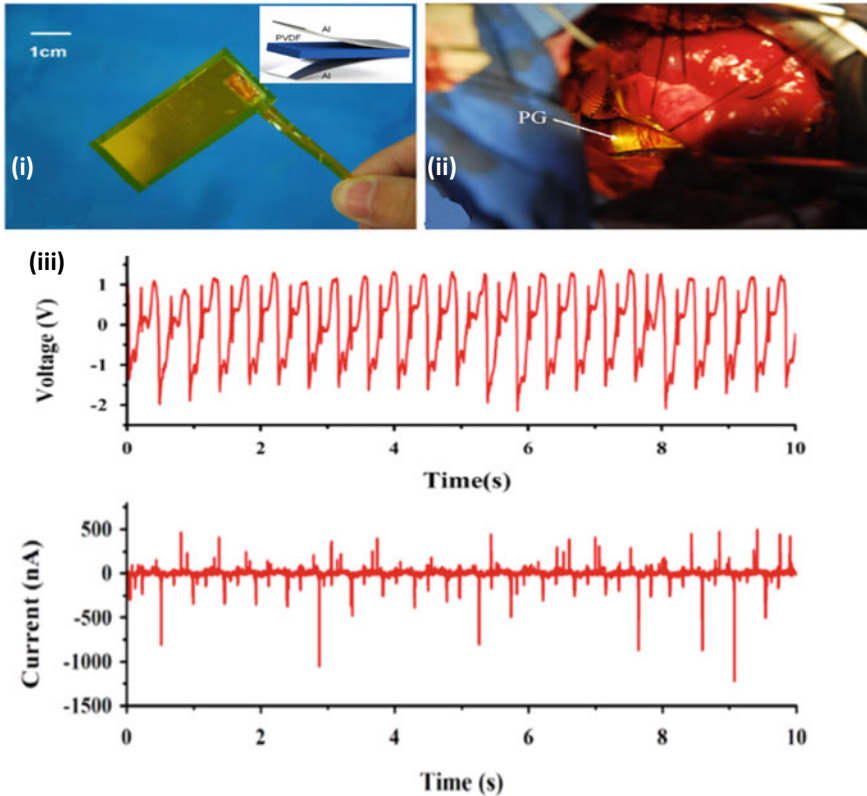 1cm
Al
PVDF
Al
(i)
PG
(ii)
(iii)
Voltage (V)
1
0
-1
-2
0 2 4 6 8 10
Time(s)
Current (nA)
500
0
-500
-1000
-1500
0 2 4 6 8 10
Time (s)